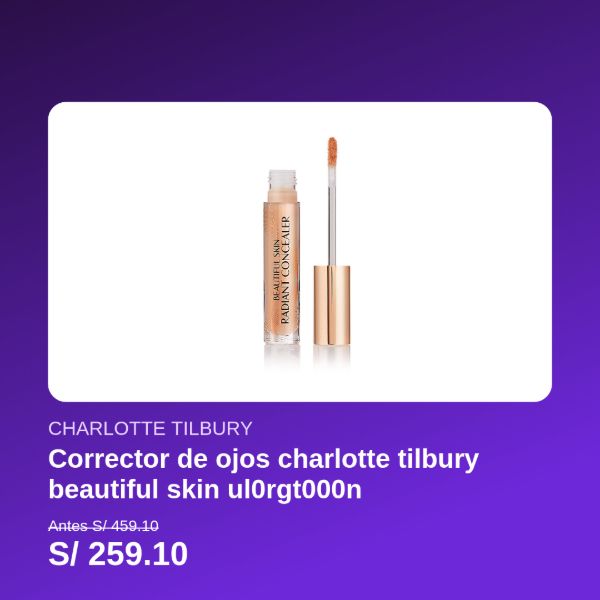 BEAUTIFUL SKIN
RADIANT CONCEALER
CHARLOTTE TILBURY
Corrector de ojos charlotte tilbury
beautiful skin ul0rgt000n
Antes S/ 459.10
S/ 259.10